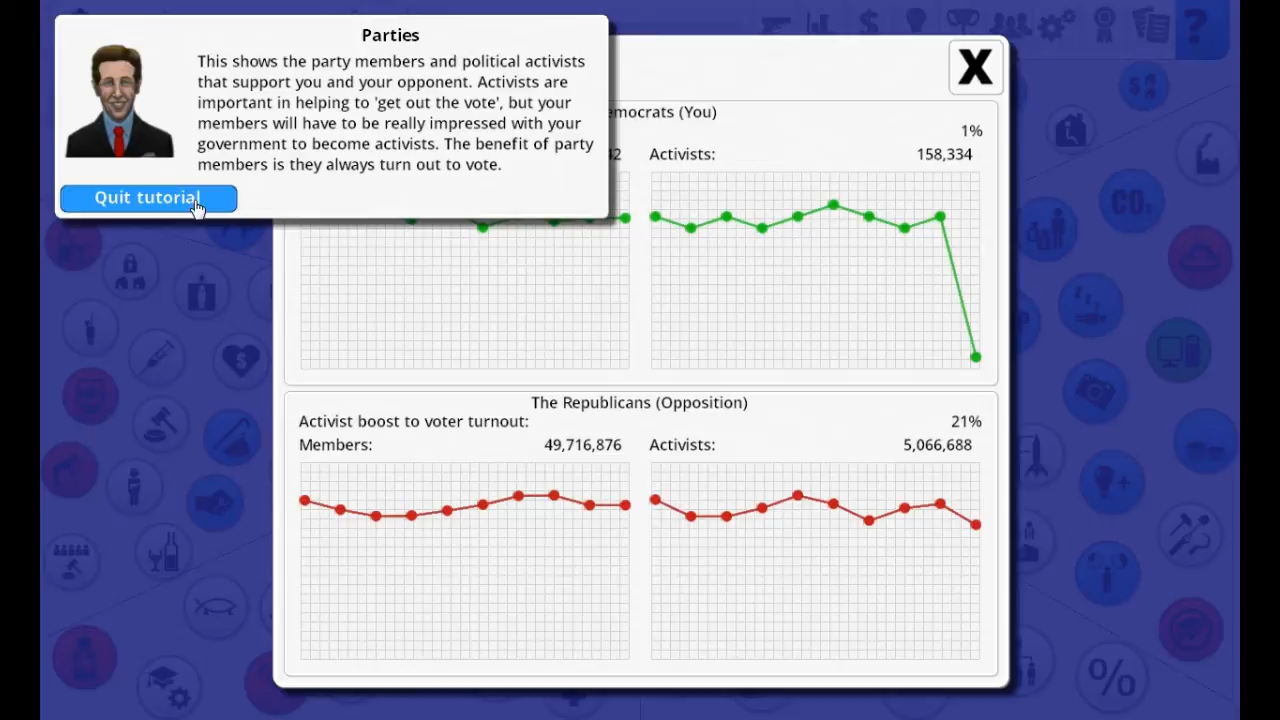 Parties
This shows the party members and political activists
that support you and your opponent. Activists are
important in helping to 'get out the vote', but your
members will have to be really impressed with your
government to become activists. The benefit of party
members is they always turn out to vote.
Quit tutorial
X
emocrats (You)
1%
42
Activists: 158,334
The Republicans (Opposition)
Activist boost to voter turnout: 21%
Members: 49,716,876
Activists: 5,066,688
CO₂
%
?